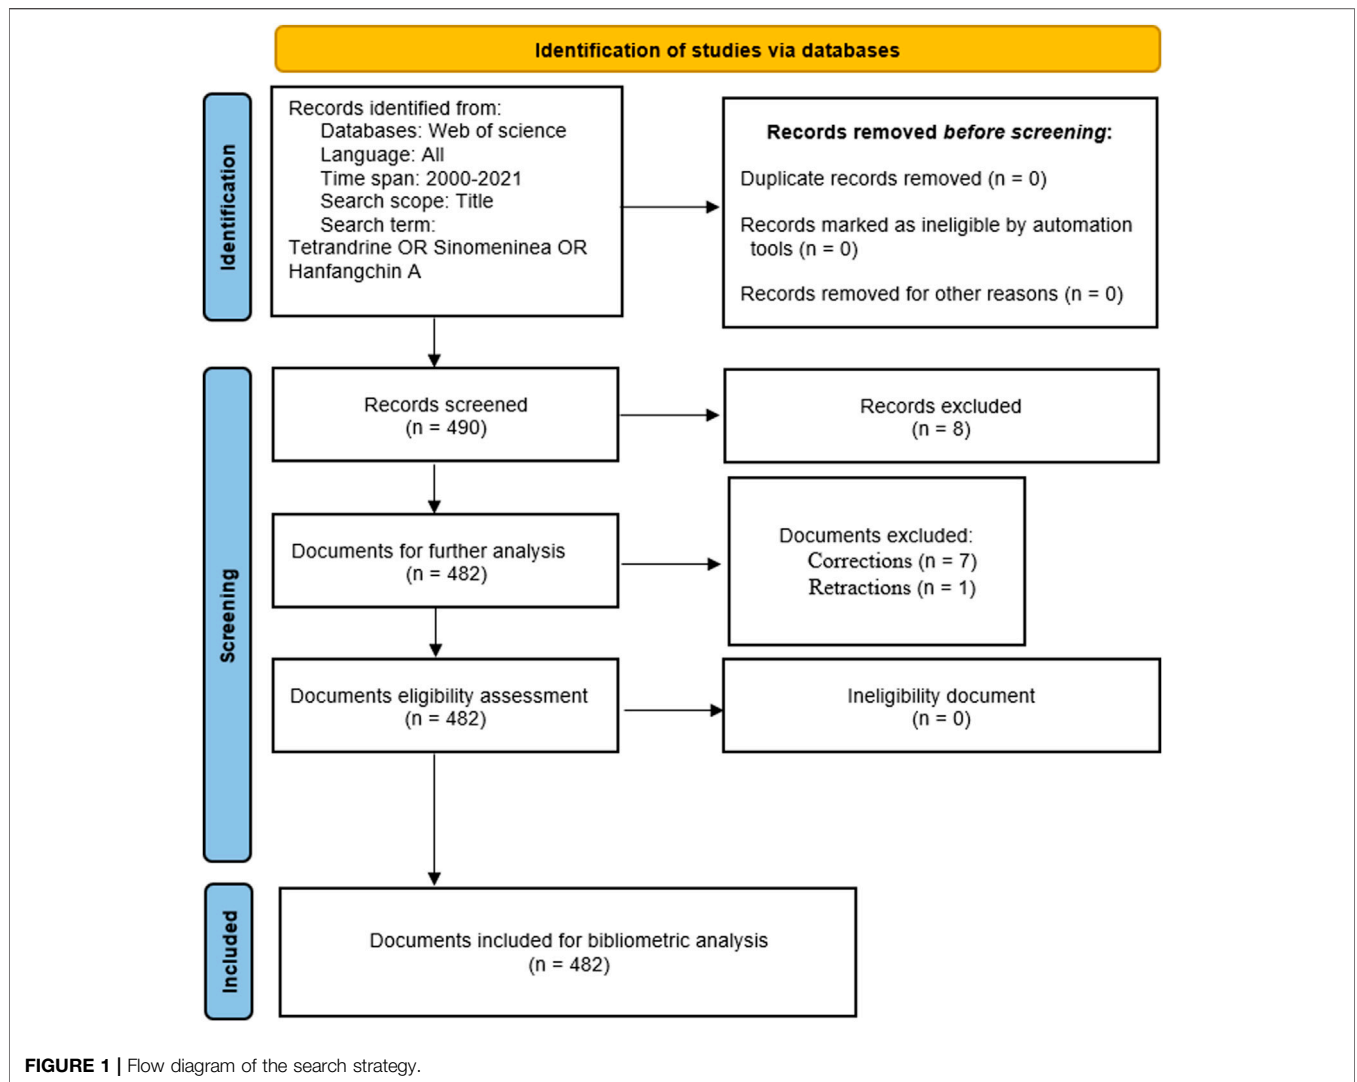 Identification of studies via databases
Identification
Records identified from:
Databases: Web of science
Language: All
Time span: 2000-2021
Search scope: Title
Search term:
Tetrandrine OR Sinomeninea OR
Hanfangchin A
Records removed before screening:
Duplicate records removed (n = 0)
Records marked as ineligible by automation
tools (n = 0)
Records removed for other reasons (n = 0)
Screening
Records screened
(n = 490)
Records excluded
(n = 8)
Documents for further analysis
(n = 482)
Documents excluded:
Corrections (n = 7)
Retractions (n = 1)
Documents eligibility assessment
(n = 482)
Ineligibility document
(n = 0)
Included
Documents included for bibliometric analysis
(n = 482)
FIGURE 1 | Flow diagram of the search strategy.